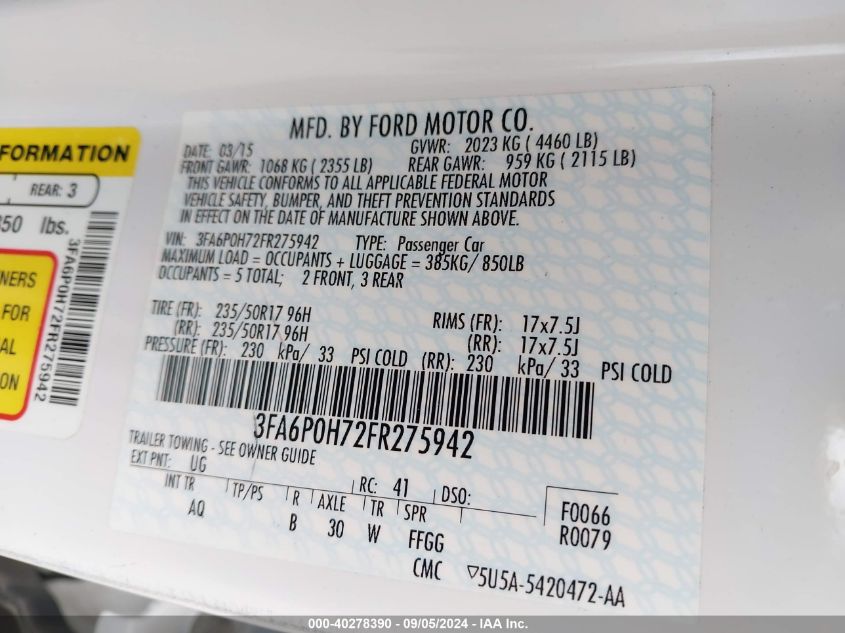 FORMATION
REAR: 3
850 lbs.
NERS
FOR
AL
ON
3FA6P0H72FR275942
MFD. BY FORD MOTOR CO.
DATE: 03/15 GVWR: 2023 KG ( 4460 LB)
FRONT GAWR: 1068 KG ( 2355 LB) REAR GAWR: 959 KG ( 2115 LB)
THIS VEHICLE CONFORMS TO ALL APPLICABLE FEDERAL MOTOR
VEHICLE SAFETY, BUMPER, AND THEFT PREVENTION STANDARDS
IN EFFECT ON THE DATE OF MANUFACTURE SHOWN ABOVE.
VIN: 3FA6P0H72FR275942 TYPE: Passenger Car
MAXIMUM LOAD = OCCUPANTS + LUGGAGE = 385KG/ 850LB
OCCUPANTS = 5 TOTAL; 2 FRONT, 3 REAR
TIRE (FR): 235/50R17 96H RIMS (FR): 17x7.5J
(RR): 235/50R17 96H (RR): 17x7.5J
PRESSURE (FR): 230 kPa/ 33 PSI COLD (RR): 230 kPa/ 33 PSI COLD
3FA6P0H72FR275942
TRAILER TOWING - SEE OWNER GUIDE
EXT PNT: UG RC: 41 DSO:
INT TR TP/PS R AXLE TR SPR F0066
AQ B 30 W FFGG R0079
CMC ▽5U5A-5420472-AA
000-40278390 - 09/05/2024 - IAA Inc.